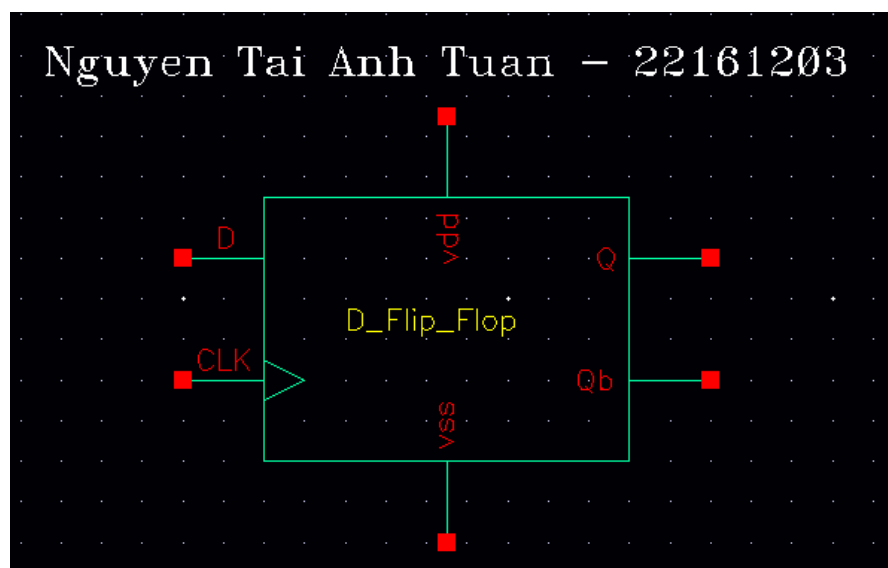 Nguyen Tai Anh Tuan - 22161203
vdd
D
Q
D_Flip_Flop
CLK
Qb
vss